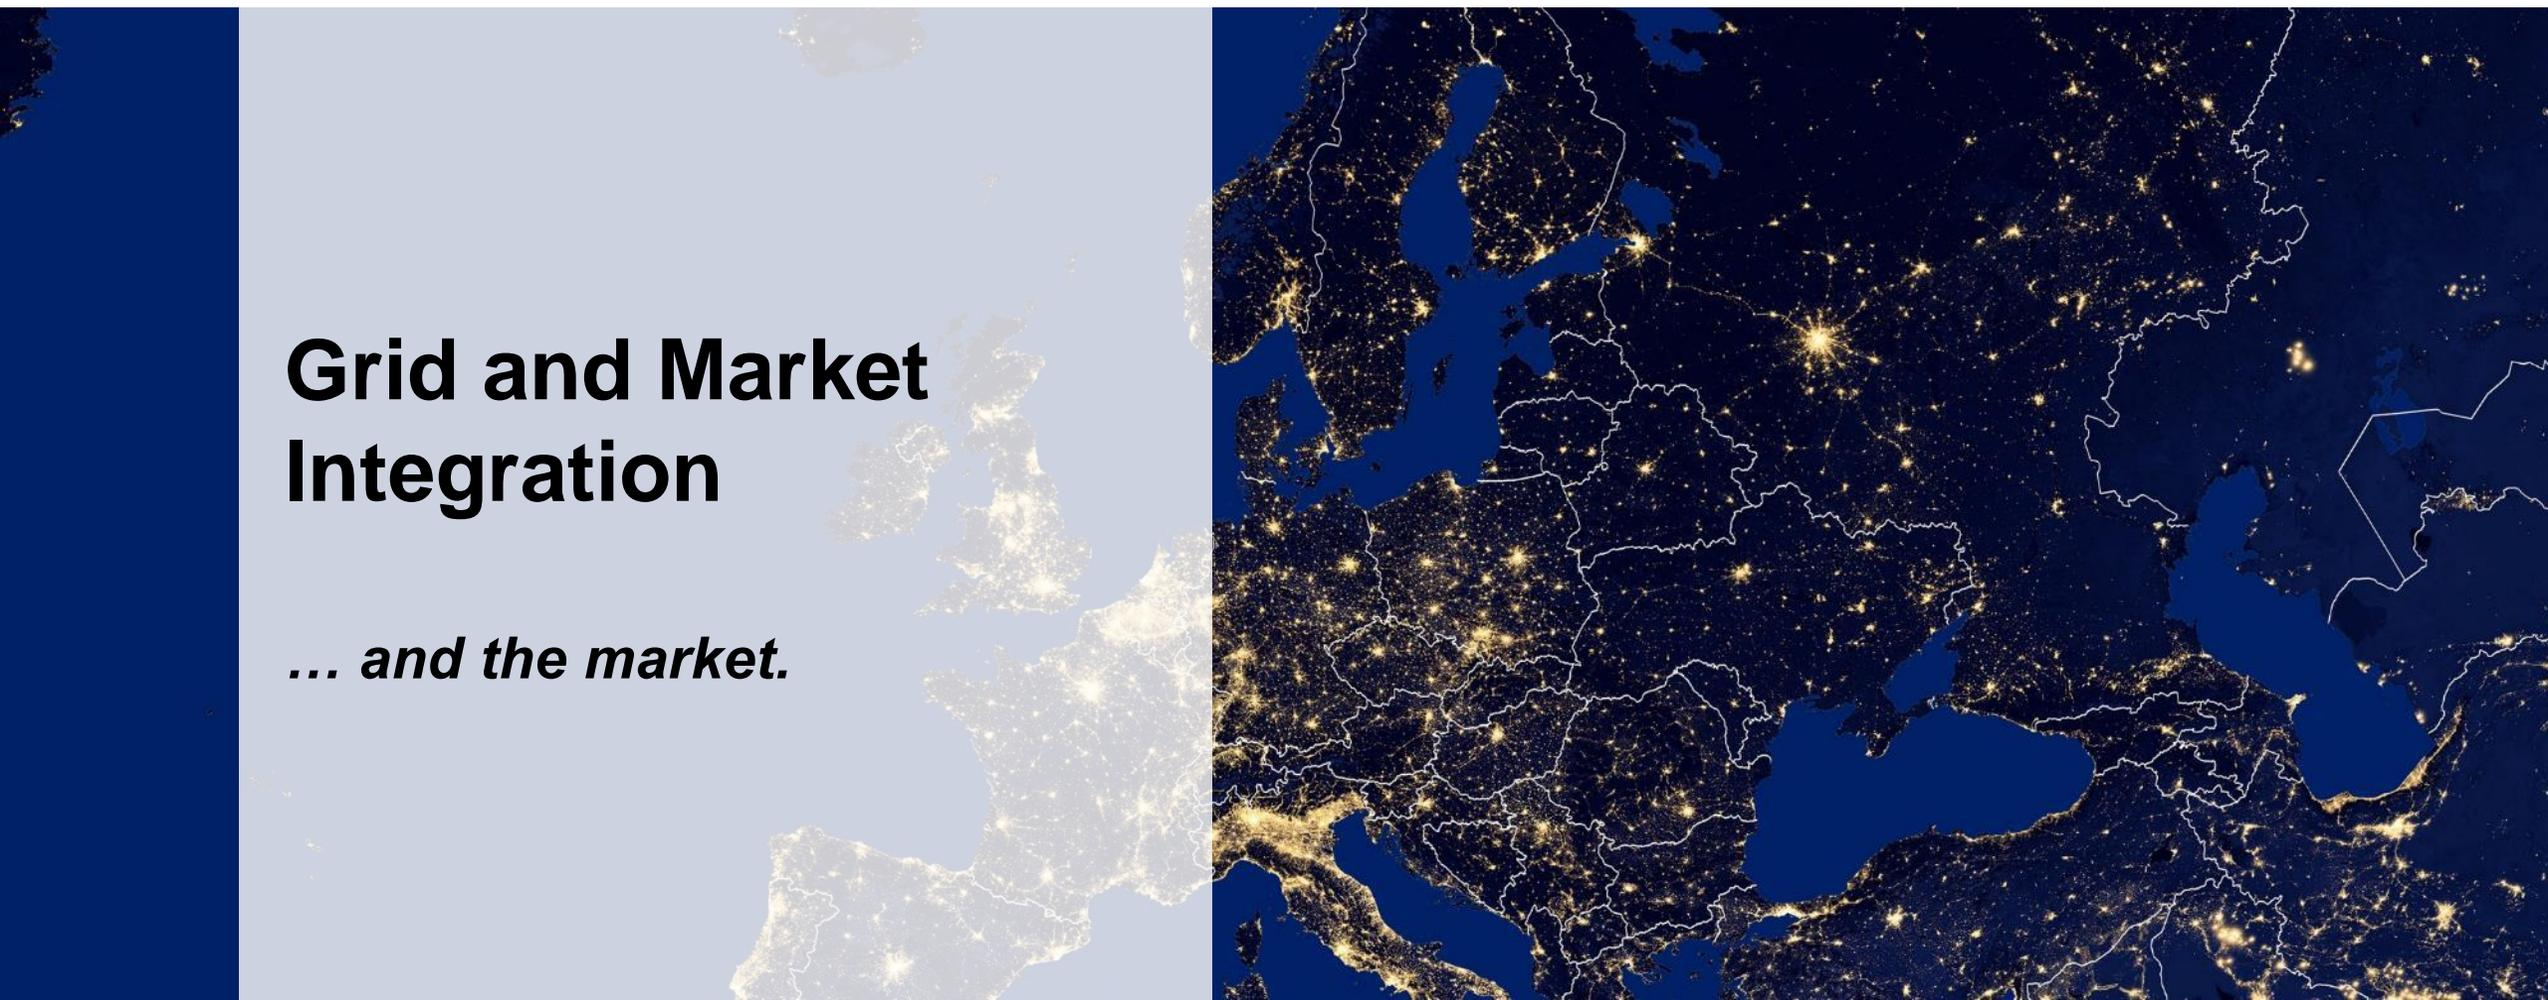 Grid and Market
Integration
… and the market.